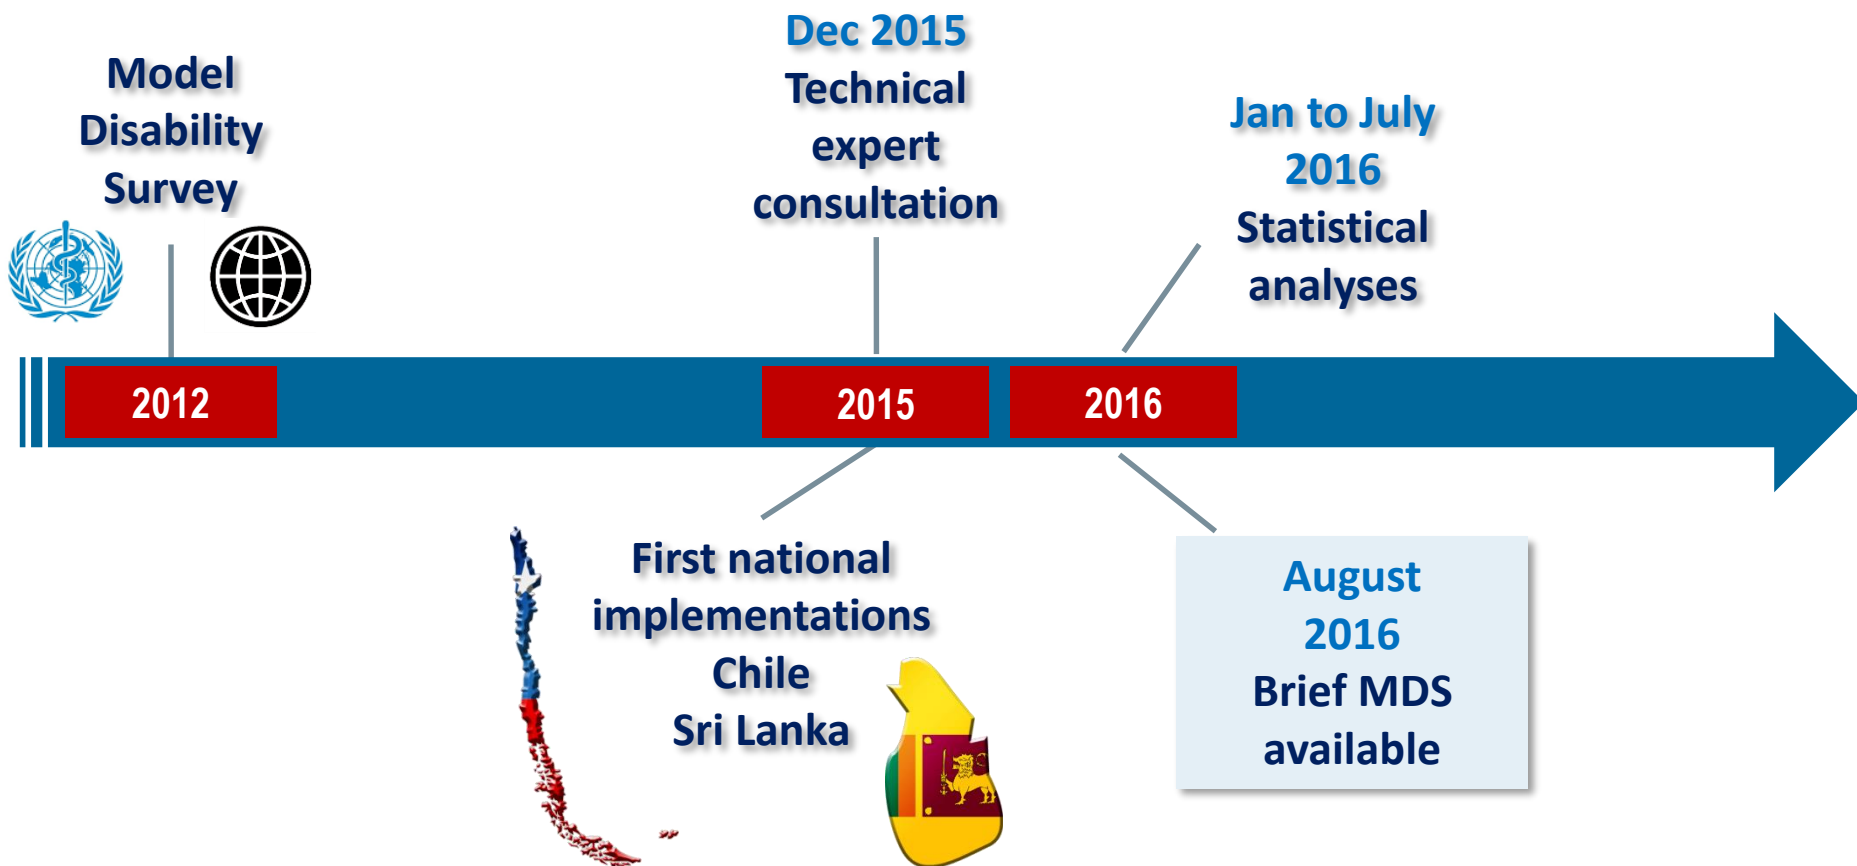 Model
Disability
Survey
Dec 2015
Technical
expert
consultation
Jan to July
2016
Statistical
analyses
2012
2015
2016
First national
implementations
Chile
Sri Lanka
August
2016
Brief MDS
available